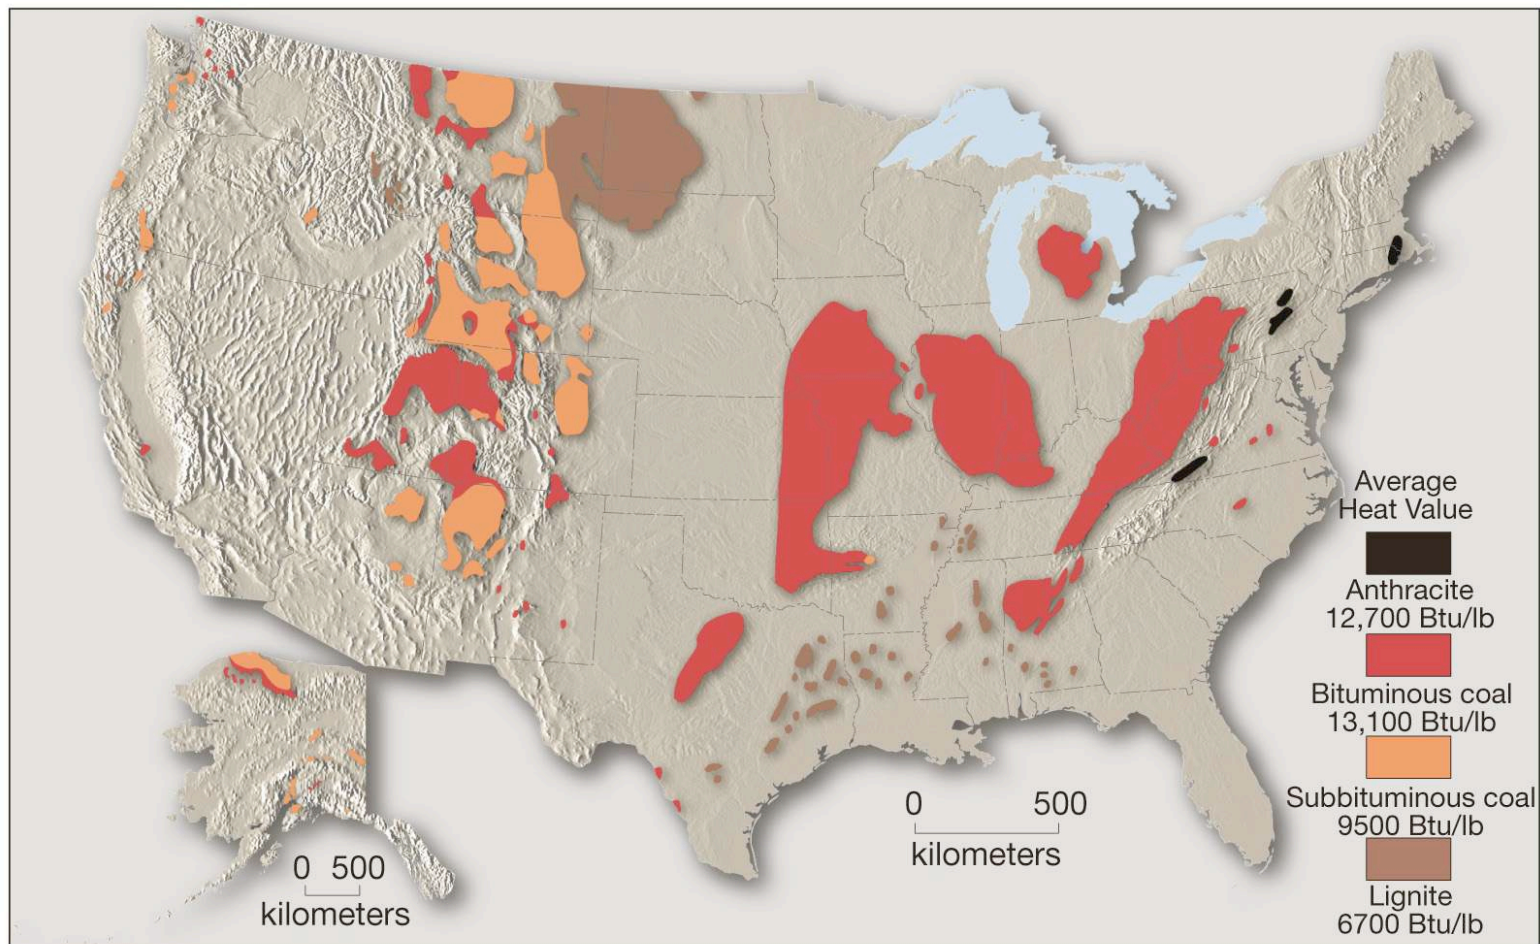 Average
Heat Value
Anthracite
12,700 Btu/lb
Bituminous coal
13,100 Btu/lb
Subbituminous coal
9500 Btu/lb
Lignite
6700 Btu/lb
0 500
kilometers
0 500
kilometers